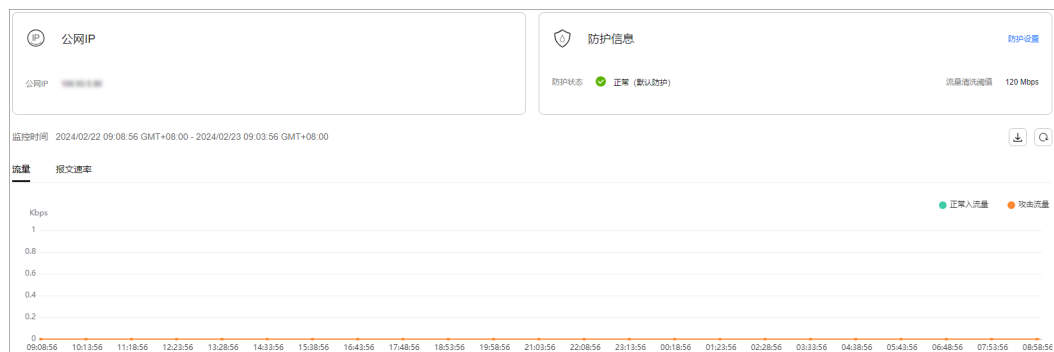 公网IP
公网IP
防护信息
防护设置
防护状态 正常 (默认防护)
流量清洗阈值 120 Mbps
监控时间 2024/02/22 09:08:56 GMT+08:00 - 2024/02/23 09:03:56 GMT+08:00
流量 报文速率
正常入流量 攻击流量
Kbps
1
0.8
0.6
0.4
0.2
0
09:08:56 10:13:56 11:18:56 12:23:56 13:28:56 14:33:56 15:38:56 16:43:56 17:48:56 18:53:56 19:58:56 21:03:56 22:08:56 23:13:56 00:18:56 01:23:56 02:28:56 03:33:56 04:38:56 05:43:56 06:48:56 07:53:56 08:58:56